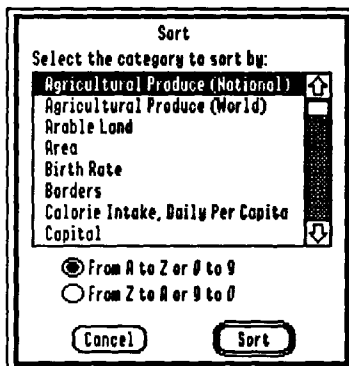 Sort
Select the category to sort by:
Agricultural Produce (National)
Agricultural Produce (World)
Arable Land
Area
Birth Rate
Borders
Calorie Intake, Daily Per Capita
Capital
From A to Z or 0 to 9
From Z to A or 9 to 0
Cancel
Sort